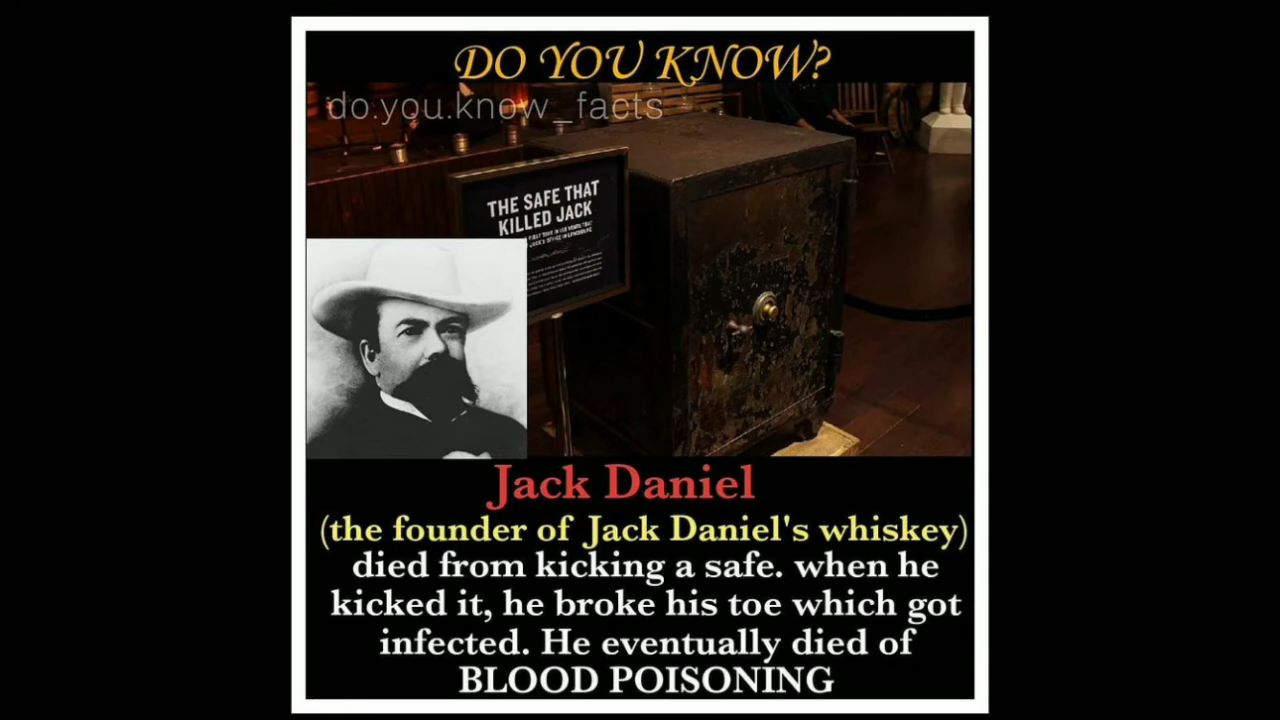 DO YOU KNOW?
do.you.know_facts
THE SAFE THAT
KILLED JACK
Jack Daniel
(the founder of Jack Daniel's whiskey)
died from kicking a safe. when he
kicked it, he broke his toe which got
infected. He eventually died of
BLOOD POISONING